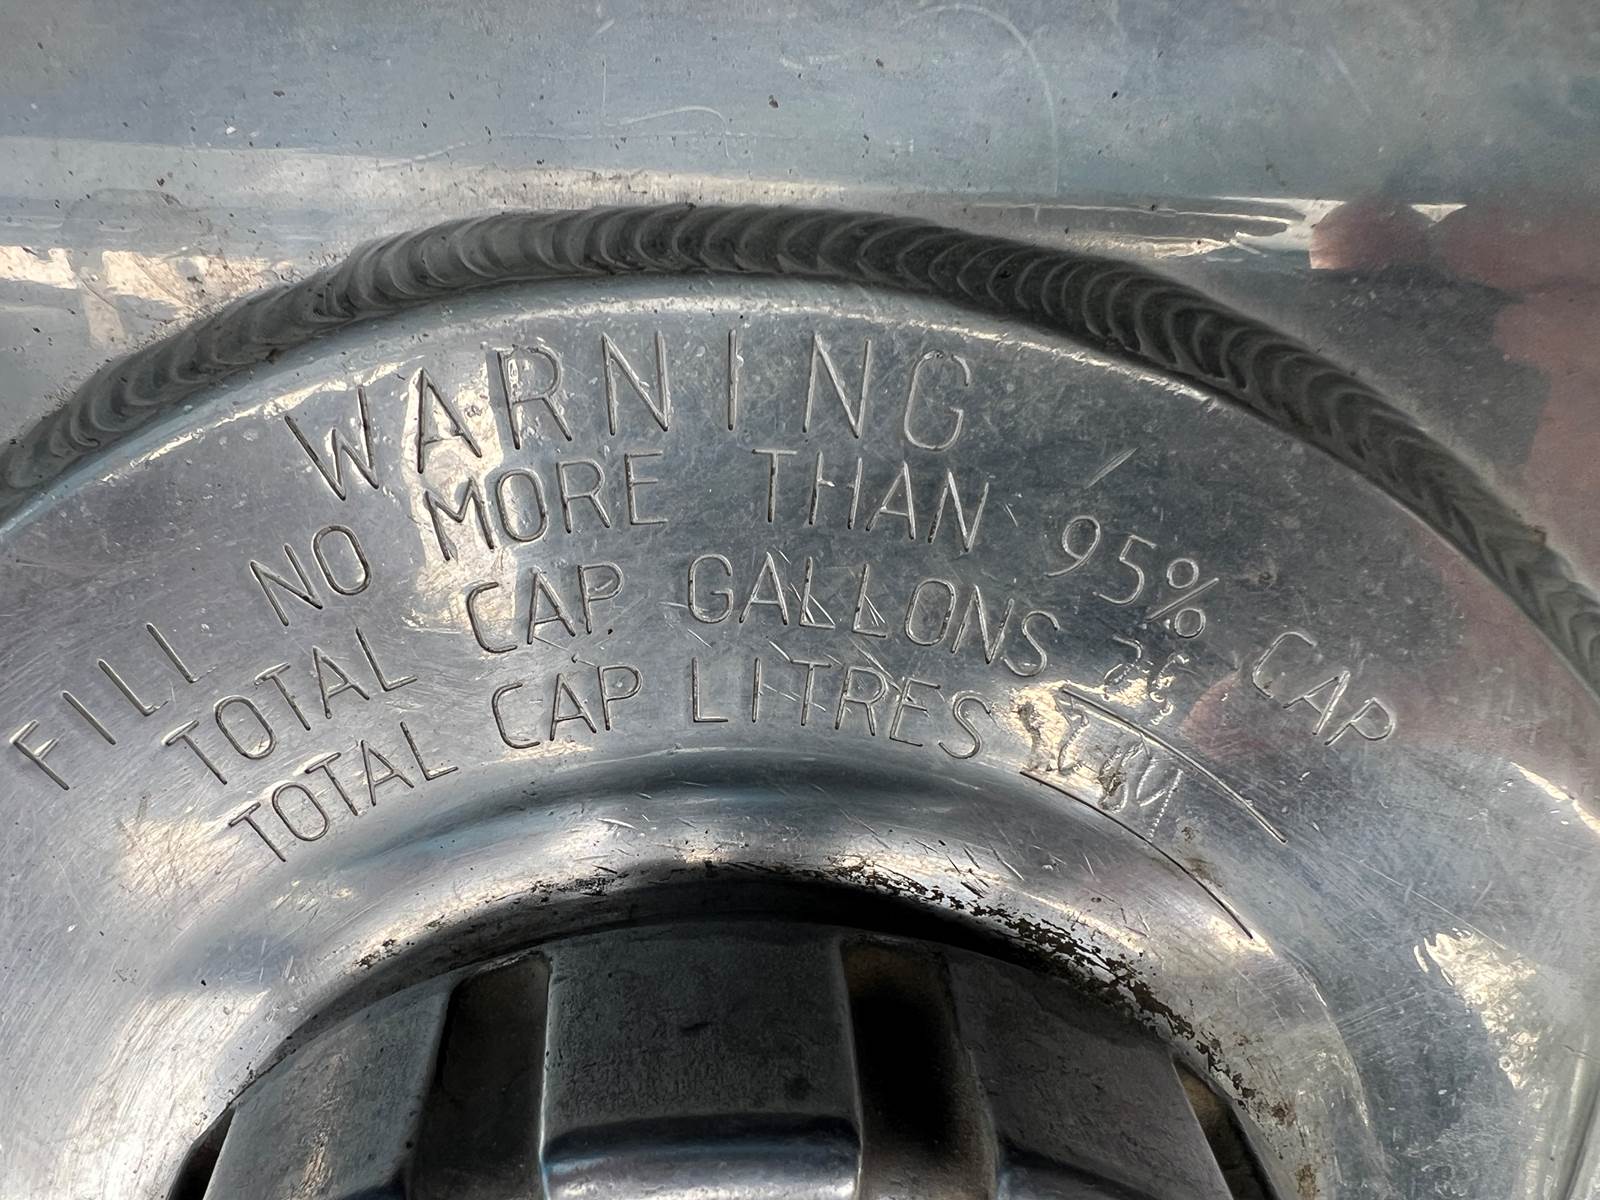 WARNING
FILL NO MORE THAN 95% CAP
TOTAL CAP GALLONS
TOTAL CAP LITRES